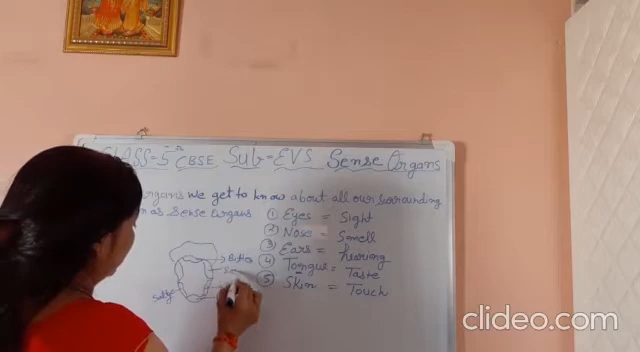 CLASS=5th CBSE Sub=EVS Sense Organs
organs we get to know about all our surrounding
as sense organs
① Eyes = Sight
② Nose = Smell
③ Ears = hearing
④ Tongue = Taste
⑤ Skin = Touch
Bitter
Salty
clideo.com